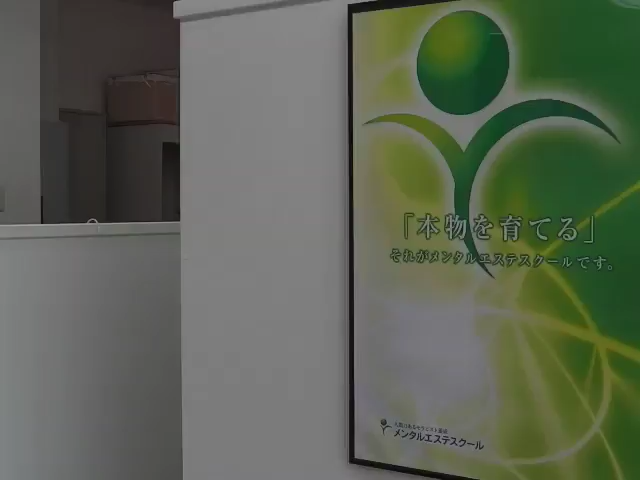 「本物を育てる」
それがメンタルエステスクールです。
メンタルエステスクール